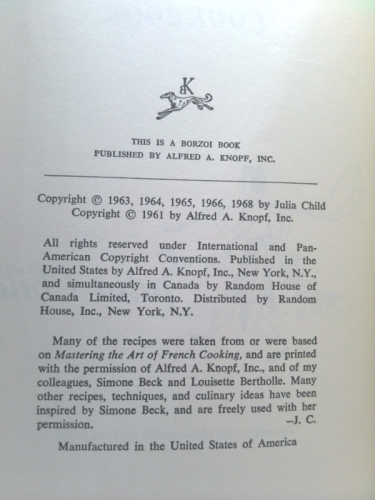 BK
THIS IS A BORZOI BOOK
PUBLISHED BY ALFRED A. KNOPF, INC.
Copyright © 1963, 1964, 1965, 1966, 1968 by Julia Child
Copyright © 1961 by Alfred A. Knopf, Inc.
All rights reserved under International and Pan-
American Copyright Conventions. Published in the
United States by Alfred A. Knopf, Inc., New York, N.Y.,
and simultaneously in Canada by Random House of
Canada Limited, Toronto. Distributed by Random
House, Inc., New York, N.Y.
Many of the recipes were taken from or were based
on Mastering the Art of French Cooking, and are printed
with the permission of Alfred A. Knopf, Inc., and of my
colleagues, Simone Beck and Louisette Bertholle. Many
other recipes, techniques, and culinary ideas have been
inspired by Simone Beck, and are freely used with her
permission. —J. C.
Manufactured in the United States of America